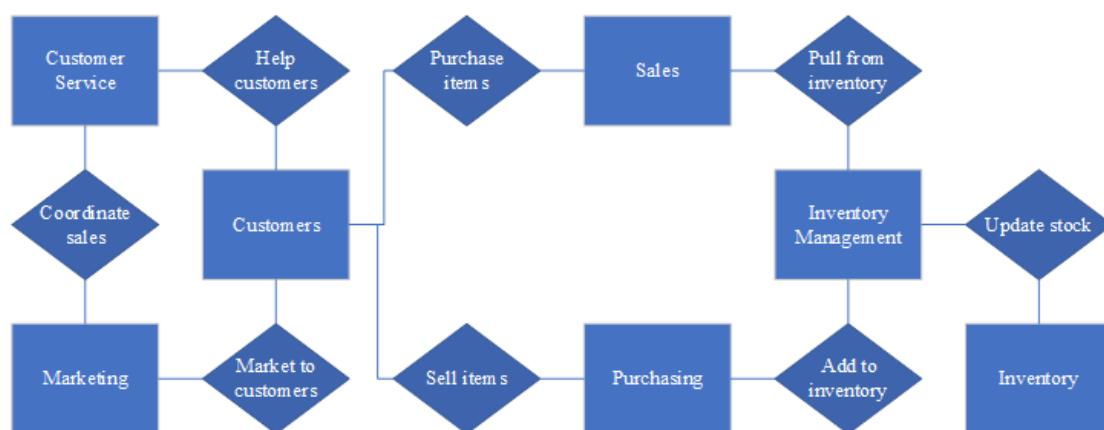 Customer
Service
Help
customers
Purchase
items
Sales
Pull from
inventory
Coordinate
sales
Customers
Inventory
Management
Update stock
Marketing
Market to
customers
Sell items
Purchasing
Add to
inventory
Inventory